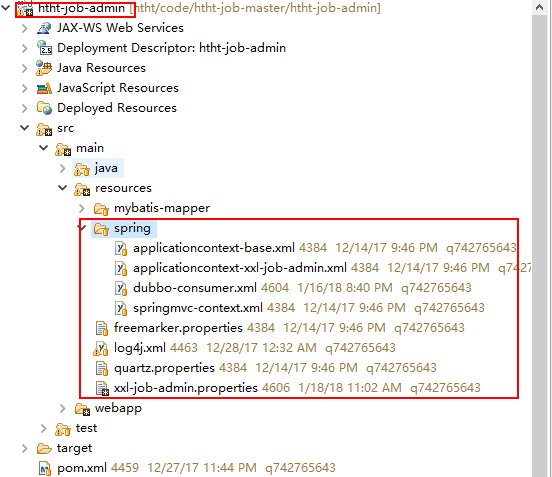 htht-job-admin [htht/code/htht-job-master/htht-job-admin]
JAX-WS Web Services
Deployment Descriptor: htht-job-admin
Java Resources
JavaScript Resources
Deployed Resources
src
main
java
resources
mybatis-mapper
spring
applicationcontext-base.xml 4384 12/14/17 9:46 PM q742765643
applicationcontext-xxl-job-admin.xml 4384 12/14/17 9:46 PM q742765643
dubbo-consumer.xml 4604 1/16/18 8:40 PM q742765643
springmvc-context.xml 4384 12/14/17 9:46 PM q742765643
freemarker.properties 4384 12/14/17 9:46 PM q742765643
log4j.xml 4463 12/28/17 12:32 AM q742765643
quartz.properties 4384 12/14/17 9:46 PM q742765643
xxl-job-admin.properties 4606 1/18/18 11:02 AM q742765643
webapp
test
target
pom.xml 4459 12/27/17 11:44 PM q742765643